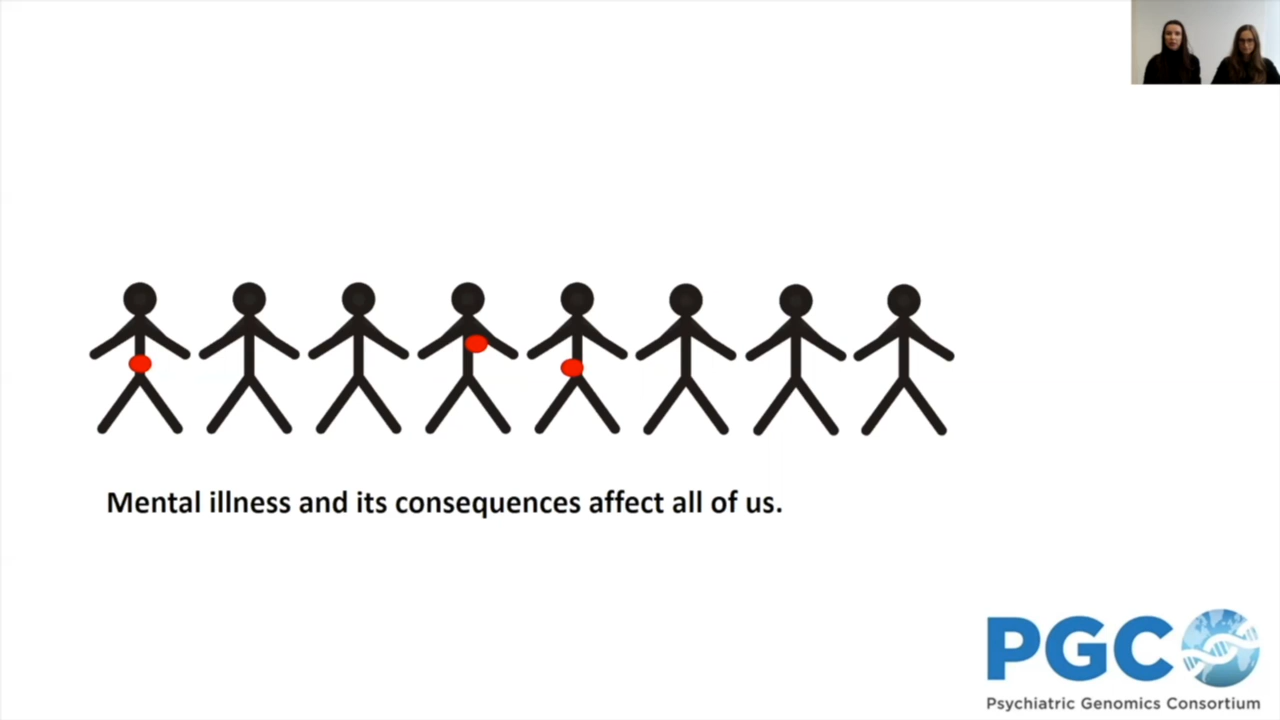 Mental illness and its consequences affect all of us.
PGC
Psychiatric Genomics Consortium